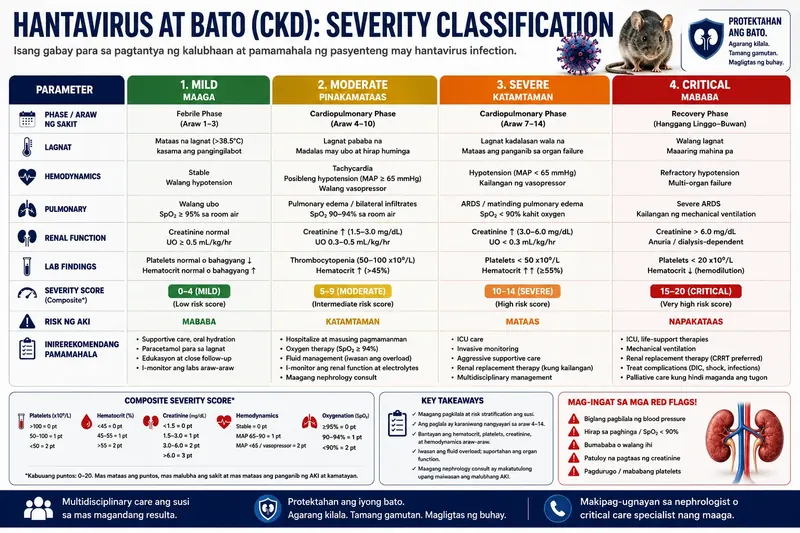 HANTAVIRUS AT BATO (CKD): SEVERITY CLASSIFICATION
Isang gabay para sa pagtantya ng kalubhaan at pamamahala ng pasyenteng may hantavirus infection.
PROTEKTAHAN
ANG BATO.
Agarang kilala.
Tamang gamutan.
Magligtas ng buhay.
PARAMETER
1. MILD
MAAGA
2. MODERATE
PINAKAMATAAS
3. SEVERE
KATAMTAMAN
4. CRITICAL
MABABA
PHASE / ARAW
NG SAKIT
Febrile Phase
(Araw 1–3)
Cardiopulmonary Phase
(Araw 4–10)
Cardiopulmonary Phase
(Araw 7–14)
Recovery Phase
(Hanggang Linggo–Buwan)
LAGNAT
Mataas na lagnat (>38.5°C)
kasama ang pangingilabot
Lagnat pababa na
Madalas may ubo at hirap huminga
Lagnat kadalasan wala na
Mataas ang panganib sa organ failure
Walang lagnat
Maaaring mahina pa
HEMODYNAMICS
Stable
Walang hypotension
Tachycardia
Posibleng hypotension (MAP ≥ 65 mmHg)
Walang vasopressor
Hypotension (MAP < 65 mmHg)
Kailangan ng vasopressor
Refractory hypotension
Multi-organ failure
PULMONARY
Walang ubo
SpO₂ ≥ 95% sa room air
Pulmonary edema / bilateral infiltrates
SpO₂ 90–94% sa room air
ARDS / matinding pulmonary edema
SpO₂ < 90% kahit oxygen
Severe ARDS
Kailangan ng mechanical ventilation
RENAL FUNCTION
Creatinine normal
UO ≥ 0.5 mL/kg/hr
Creatinine ↑ (1.5–3.0 mg/dL)
UO 0.3–0.5 mL/kg/hr
Creatinine ↑ (3.0–6.0 mg/dL)
UO < 0.3 mL/kg/hr
Creatinine > 6.0 mg/dL
Anuria / dialysis-dependent
LAB FINDINGS
Platelets normal o bahagyang ↓
Hematocrit normal o bahagyang ↑
Thrombocytopenia (50–100 x10⁹/L)
Hematocrit ↑ (>45%)
Platelets < 50 x10⁹/L
Hematocrit ↑↑ (≥55%)
Platelets < 20 x10⁹/L
Hematocrit ↓ (hemodilution)
SEVERITY SCORE
(Composite*)
0–4 (MILD)
(Low risk score)
5–9 (MODERATE)
(Intermediate risk score)
10–14 (SEVERE)
(High risk score)
15–20 (CRITICAL)
(Very high risk score)
RISK NG AKI
MABABA
KATAMTAMAN
MATAAS
NAPAKATAAS
INIREREKOMENDANG
PAMAMAHALA
• Supportive care, oral hydration
• Paracetamol para sa lagnat
• Edukasyon at close follow-up
• I-monitor ang labs araw-araw
• Hospitalize at masusing pagmamanman
• Oxygen therapy (SpO₂ ≥ 94%)
• Fluid management (iwasan ang overload)
• I-monitor ang renal function at electrolytes
• Maagang nephrology consult
• ICU care
• Invasive monitoring
• Aggressive supportive care
• Renal replacement therapy (kung kailangan)
• Multidisciplinary management
• ICU, life-support therapies
• Mechanical ventilation
• Renal replacement therapy (CRRT preferred)
• Treat complications (DIC, shock, infections)
• Palliative care kung hindi maganda ang tugon
COMPOSITE SEVERITY SCORE*
Platelets (x10⁹/L)
>100 = 0 pt
50–100 = 1 pt
<50 = 2 pt
Hematocrit (%)
<45 = 0 pt
45–55 = 1 pt
>55 = 2 pt
Creatinine (mg/dL)
<1.5 = 0 pt
1.5–3.0 = 1 pt
3.0–6.0 = 2 pt
>6.0 = 3 pt
Hemodynamics
Stable = 0 pt
MAP 65–90 = 1 pt
MAP <65 / vasopressor = 2 pt
Oxygenation (SpO₂)
≥95% = 0 pt
90–94% = 1 pt
<90% = 2 pt
*Kabuuang puntos: 0–20. Mas mataas ang puntos, mas malubha ang sakit at mas mataas ang panganib ng AKI at kamatayan.
KEY TAKEAWAYS
✓ Maagang pagkilala at risk stratification ang susi.
✓ Ang paglala ay karaniwang nangyayari sa araw 4–14.
✓ Bantayan ang hematocrit, platelets, creatinine,
at hemodynamics araw-araw.
✓ Iwasan ang fluid overload; suportahan ang organ
function.
✓ Maagang nephrology consult ay makatutulong
upang maiwasan ang malubhang AKI.
MAG-INGAT SA MGA RED FLAGS!
Biglang pagbilag ng blood pressure
Hirap sa paghinga / SpO₂ < 90%
Bumababa o walang ihi
Patuloy na pagtaas ng creatinine
Pagdurugo / mababang platelets
Multidisciplinary care ang susi
sa mas magandang resulta.
Protektahan ang iyong bato.
Agarang kilala. Tamang gamutan. Magligtas ng buhay.
Makipag-ugnayan sa nephrologist o
critical care specialist nang maaga.